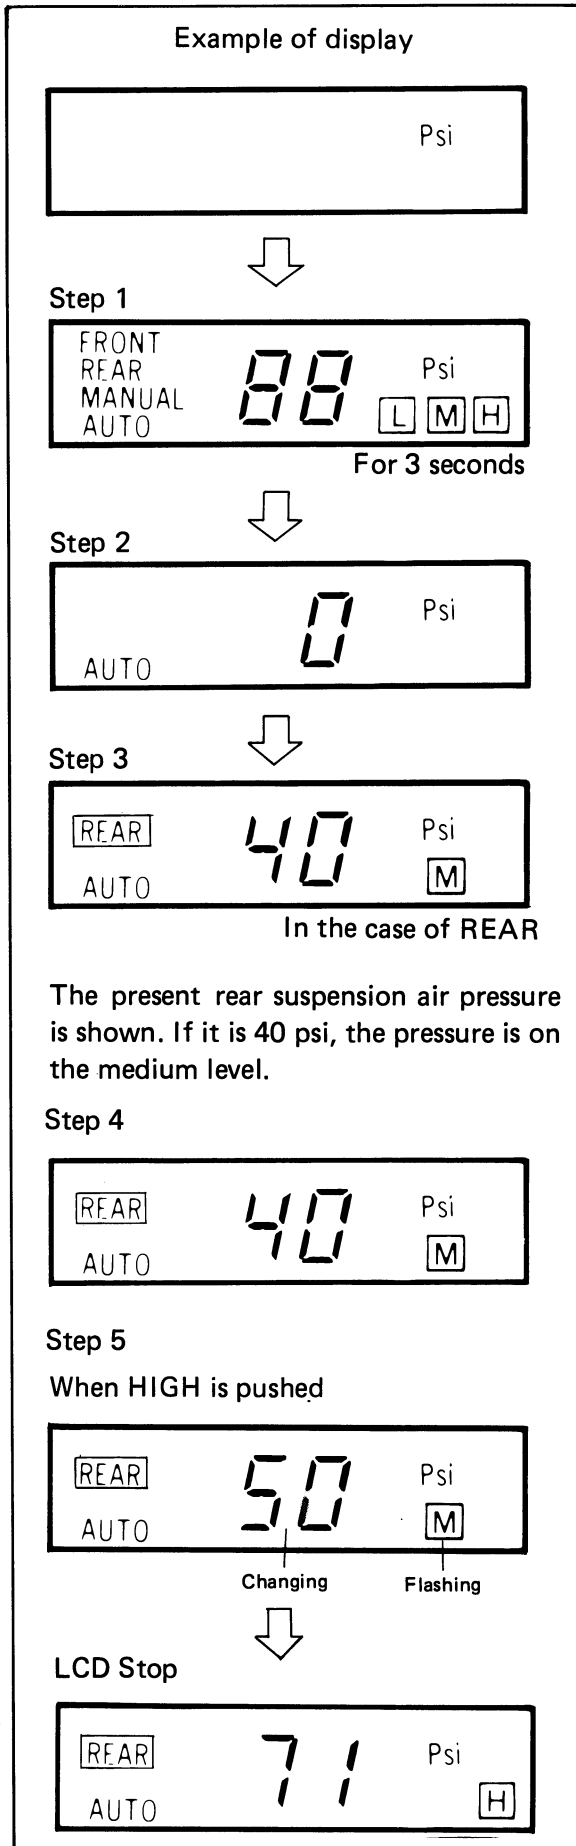 Example of display
Psi
Step 1
FRONT
REAR
MANUAL
AUTO
88
Psi
L M H
For 3 seconds
Step 2
0
Psi
AUTO
Step 3
REAR
40
Psi
AUTO
M
In the case of REAR
The present rear suspension air pressure
is shown. If it is 40 psi, the pressure is on
the medium level.
Step 4
REAR
40
Psi
AUTO
M
Step 5
When HIGH is pushed
REAR
50
Psi
AUTO
M
Changing
Flashing
LCD Stop
REAR
71
Psi
AUTO
H